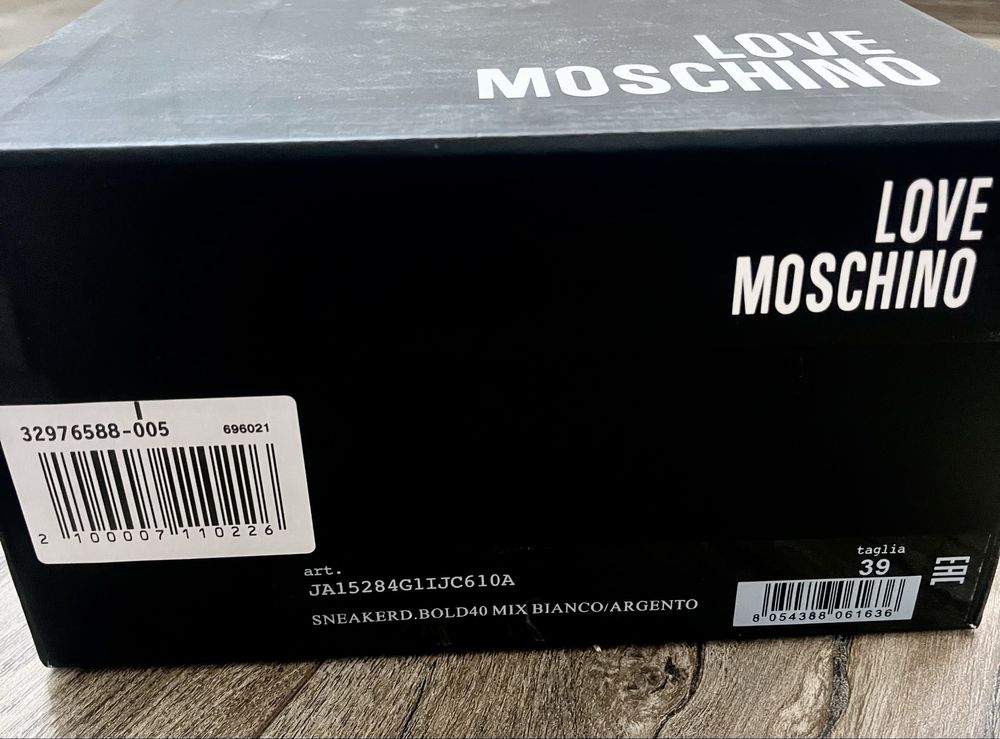 LOVE
MOSCHINO
LOVE
MOSCHINO
32976588-005 696021
2 100007 110226
art.
JA15284G1IJC610A
SNEAKERD.BOLD40 MIX BIANCO/ARGENTO
taglia
39
8 054388 061636
EAC